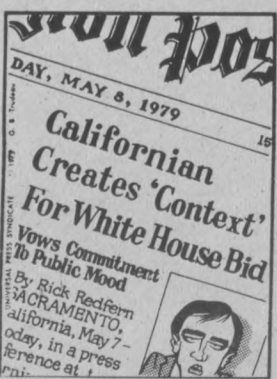 DAY, MAY 8, 1979
15
Californian
Creates 'Context'
For White House Bid
Vows Commitment
To Public Mood
By Rick Redfern
SACRAMENTO,
alifornia, May 7–
oday, in a press
ference at
UNIVERSAL PRESS SYNDICATE 1979 G B Trudeau